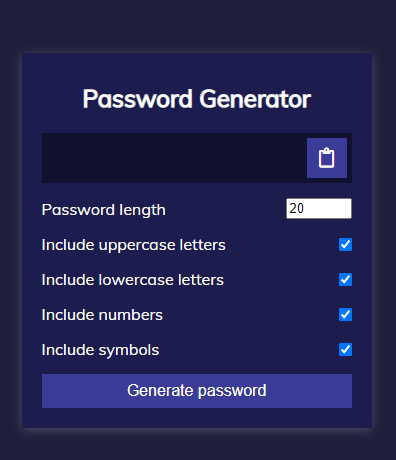 Password Generator
Password length 20
Include uppercase letters
Include lowercase letters
Include numbers
Include symbols
Generate password